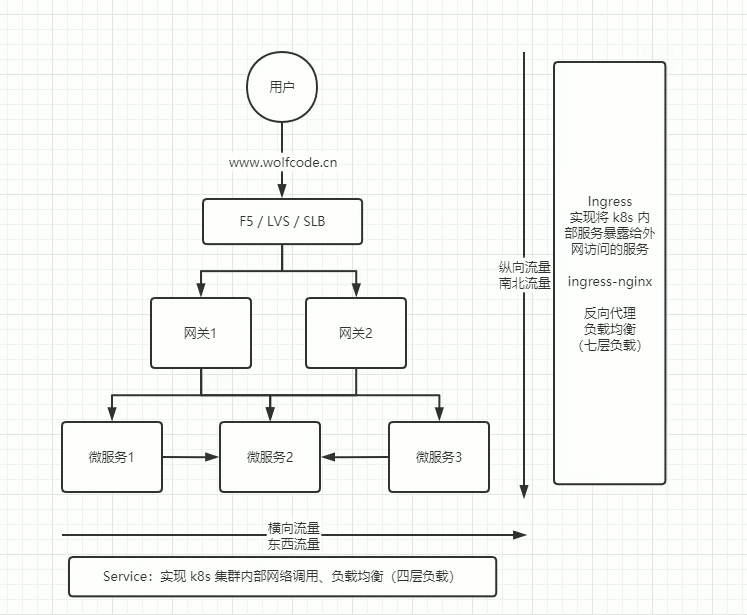 用户
www.wolfcode.cn
F5 / LVS / SLB
网关1
网关2
微服务1
微服务2
微服务3
横向流量
东西流量
Service：实现 k8s 集群内部网络调用、负载均衡（四层负载）
纵向流量
南北流量
Ingress
实现将 k8s 内
部服务暴露给外
网访问的服务
ingress-nginx
反向代理
负载均衡
（七层负载）